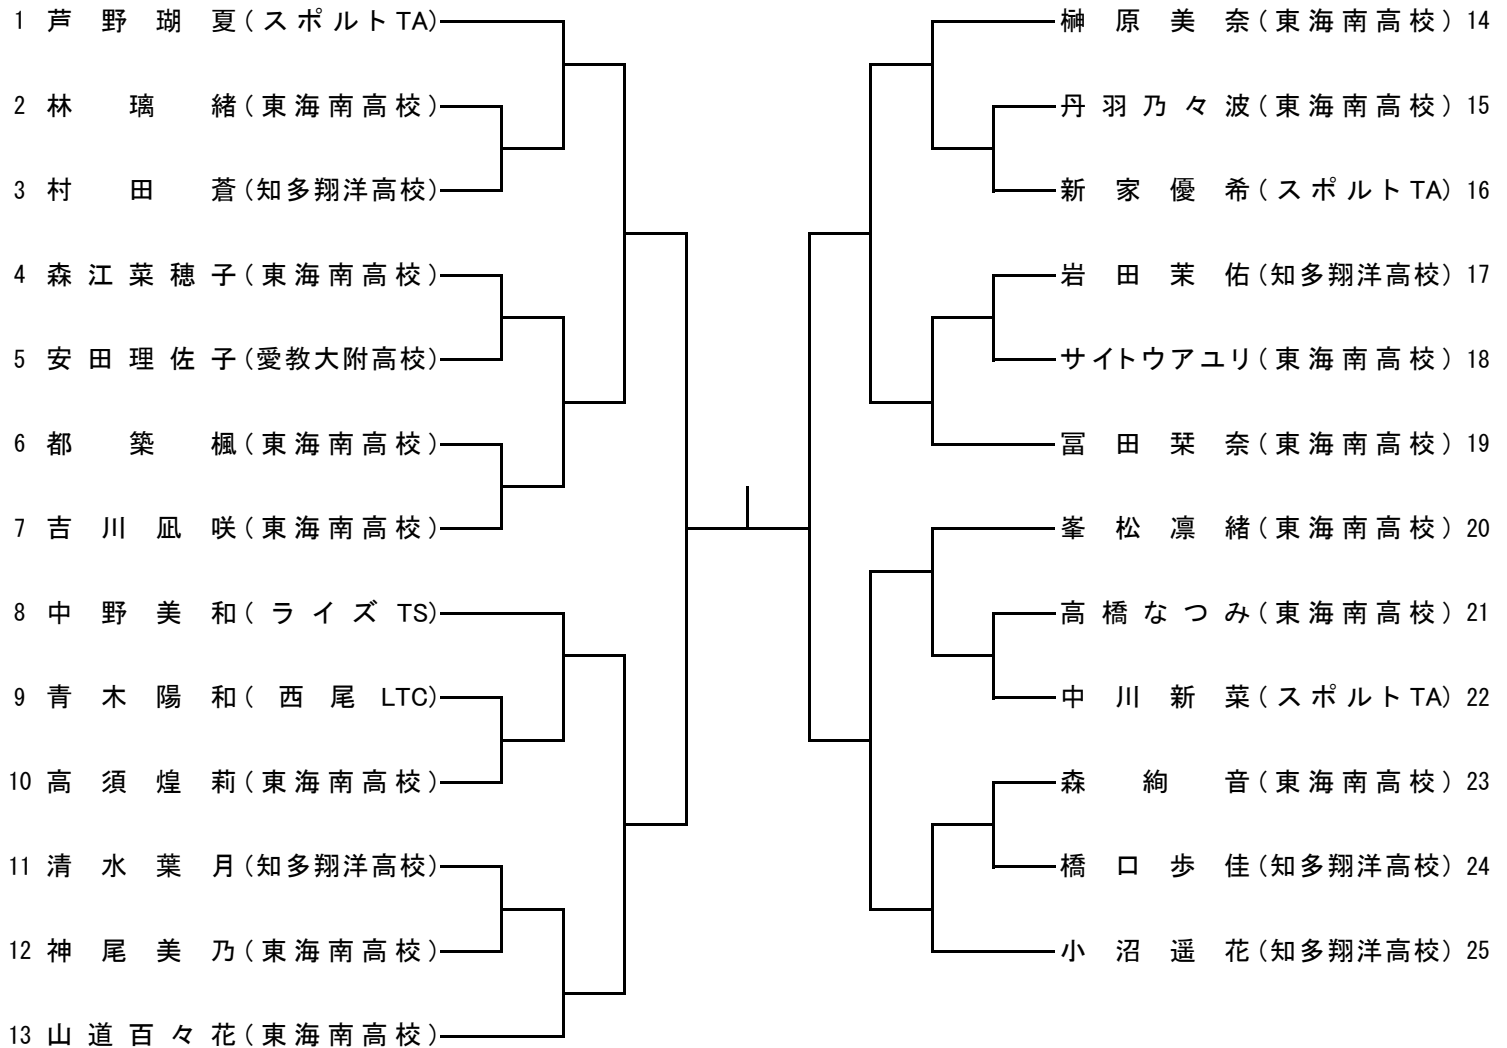 1 芦野瑚夏(スポルトTA)
2 林璃緒(東海南高校)
3 村田蒼(知多翔洋高校)
4 森江菜穂子(東海南高校)
5 安田理佐子(愛教大附高校)
6 都築楓(東海南高校)
7 吉川凪咲(東海南高校)
8 中野美和(ライズTS)
9 青木陽和(西尾LTC)
10 高須煌莉(東海南高校)
11 清水葉月(知多翔洋高校)
12 神尾美乃(東海南高校)
13 山道百々花(東海南高校)
榊原美奈(東海南高校) 14
丹羽乃々波(東海南高校) 15
新家優希(スポルトTA) 16
岩田茉佑(知多翔洋高校) 17
サイトウアユリ(東海南高校) 18
冨田栞奈(東海南高校) 19
峯松凛緒(東海南高校) 20
高橋なつみ(東海南高校) 21
中川新菜(スポルトTA) 22
森絢音(東海南高校) 23
橋口歩佳(知多翔洋高校) 24
小沼遥花(知多翔洋高校) 25